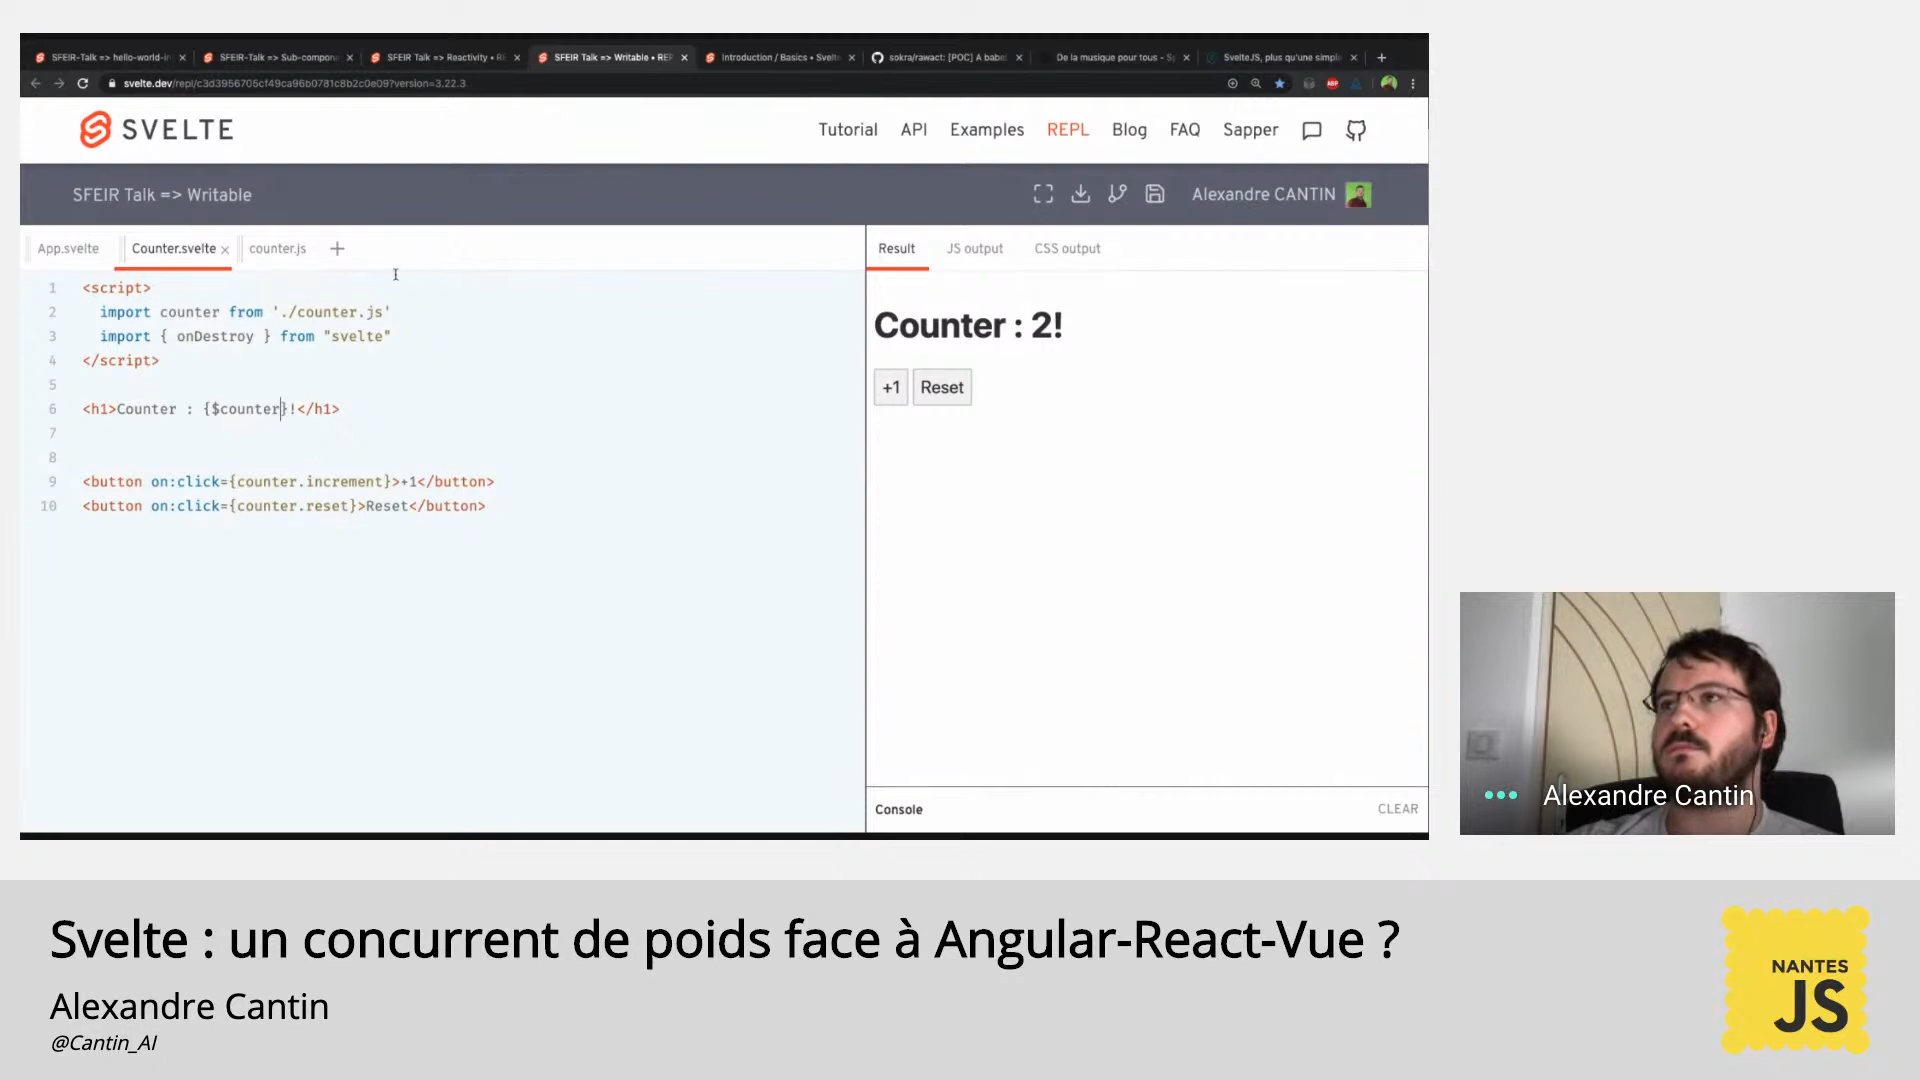 SFEIR-Talk => hello-world-in
SFEIR-Talk => Sub-compon
SFEIR Talk => Reactivity • RE
SFEIR Talk => Writable • REP
Introduction / Basics • Svelte
sokra/rawact: [POC] A babel
De la musique pour tous - Sp
SvelteJS, plus qu'une simple
svelte.dev/repl/c3d3956705cf49ca96b0781c8b2c0e09?version=3.22.3
SVELTE
Tutorial API Examples REPL Blog FAQ Sapper
SFEIR Talk => Writable
Alexandre CANTIN
App.svelte Counter.svelte counter.js
1 <script>
2 import counter from './counter.js'
3 import { onDestroy } from "svelte"
4 </script>
5
6 <h1>Counter : {$counter}!</h1>
7
8
9 <button on:click={counter.increment}>+1</button>
10 <button on:click={counter.reset}>Reset</button>
Result JS output CSS output
Counter : 2!
+1 Reset
Console CLEAR
Alexandre Cantin
Svelte : un concurrent de poids face à Angular-React-Vue ?
Alexandre Cantin
@Cantin_AI
NANTES
JS